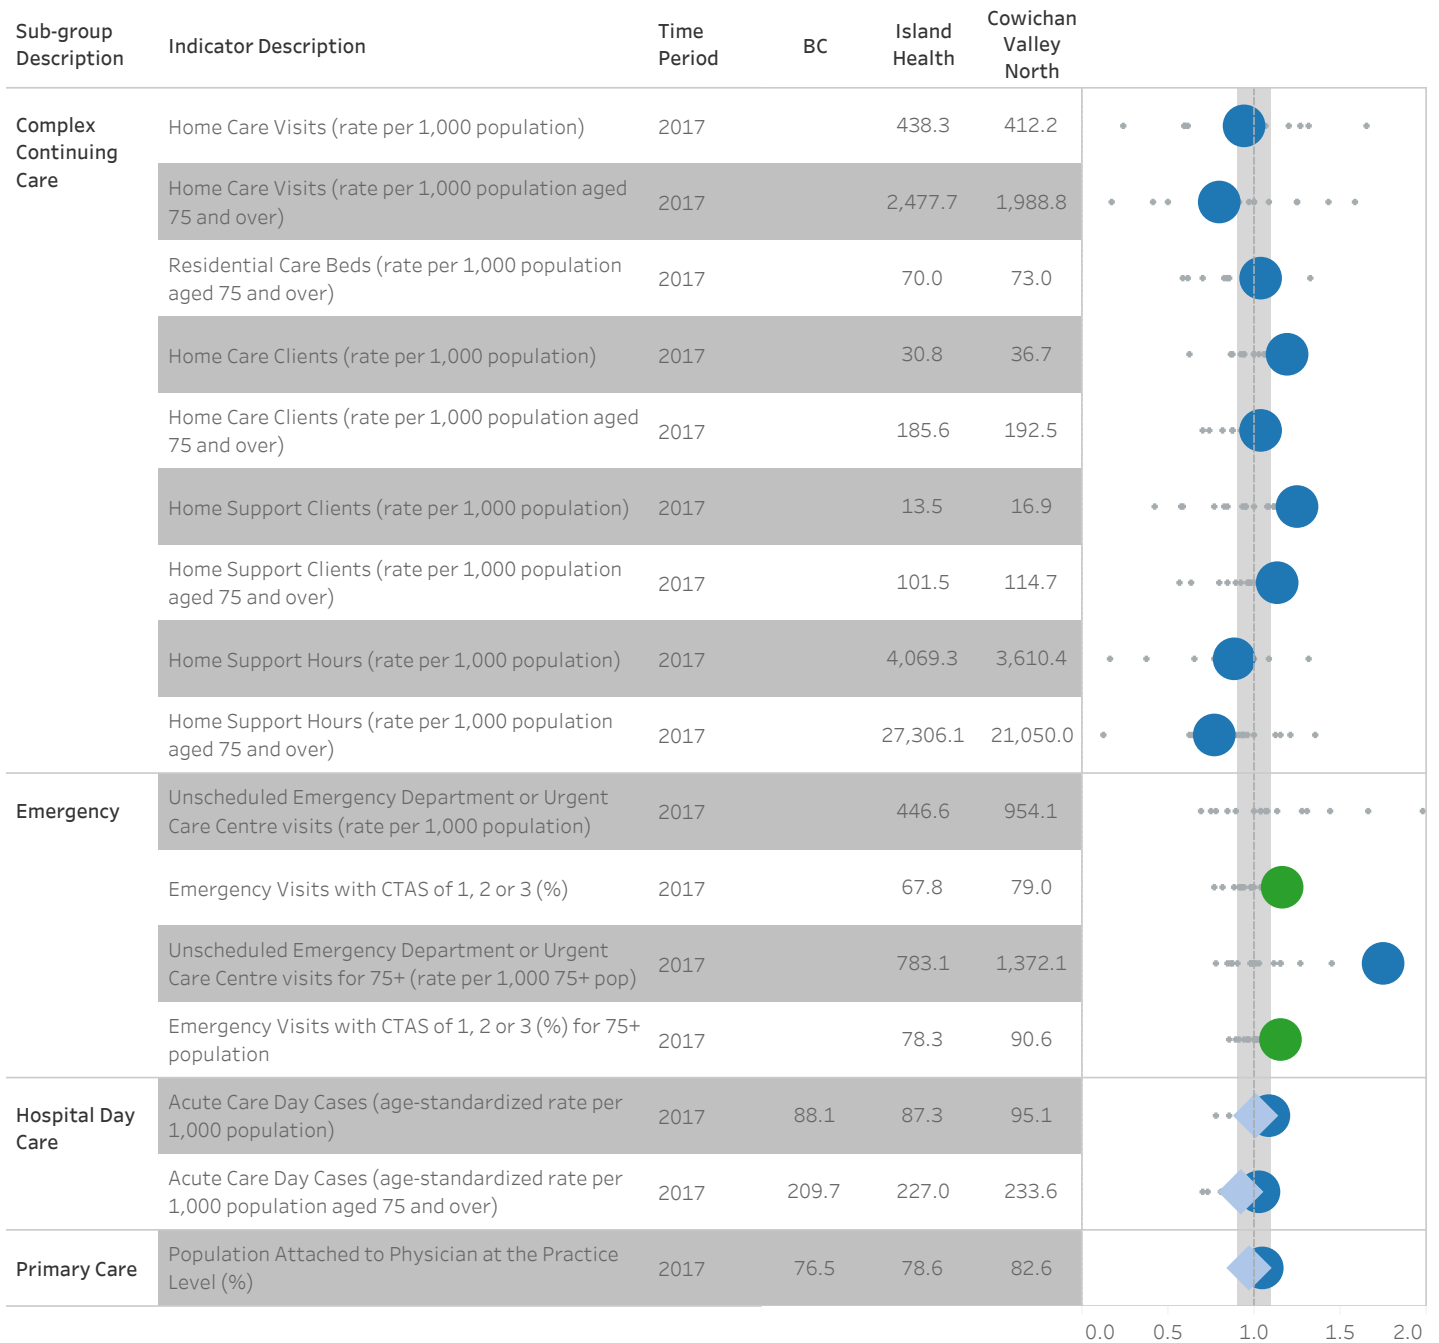 Sub-group Description
Indicator Description
Time Period
BC
Island Health
Cowichan Valley North
Complex Continuing Care
Home Care Visits (rate per 1,000 population) 2017 438.3 412.2
Home Care Visits (rate per 1,000 population aged
75 and over) 2017 2,477.7 1,988.8
Residential Care Beds (rate per 1,000 population
aged 75 and over) 2017 70.0 73.0
Home Care Clients (rate per 1,000 population) 2017 30.8 36.7
Home Care Clients (rate per 1,000 population aged
75 and over) 2017 185.6 192.5
Home Support Clients (rate per 1,000 population) 2017 13.5 16.9
Home Support Clients (rate per 1,000 population
aged 75 and over) 2017 101.5 114.7
Home Support Hours (rate per 1,000 population) 2017 4,069.3 3,610.4
Home Support Hours (rate per 1,000 population
aged 75 and over) 2017 27,306.1 21,050.0
Emergency
Unscheduled Emergency Department or Urgent
Care Centre visits (rate per 1,000 population) 2017 446.6 954.1
Emergency Visits with CTAS of 1, 2 or 3 (%) 2017 67.8 79.0
Unscheduled Emergency Department or Urgent
Care Centre visits for 75+ (rate per 1,000 75+ pop) 2017 783.1 1,372.1
Emergency Visits with CTAS of 1, 2 or 3 (%) for 75+
population 2017 78.3 90.6
Hospital Day Care
Acute Care Day Cases (age-standardized rate per
1,000 population) 2017 88.1 87.3 95.1
Acute Care Day Cases (age-standardized rate per
1,000 population aged 75 and over) 2017 209.7 227.0 233.6
Primary Care
Population Attached to Physician at the Practice
Level (%) 2017 76.5 78.6 82.6
0.0 0.5 1.0 1.5 2.0